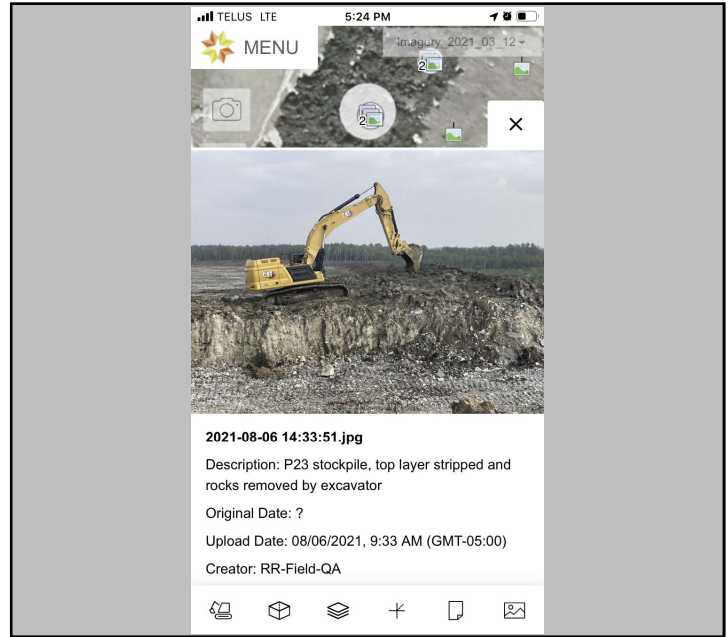 TELUS LTE 5:24 PM
MENU
Imagery_2021_03_12
2
2
CAT
CAT
2021-08-06 14:33:51.jpg
Description: P23 stockpile, top layer stripped and
rocks removed by excavator
Original Date: ?
Upload Date: 08/06/2021, 9:33 AM (GMT-05:00)
Creator: RR-Field-QA